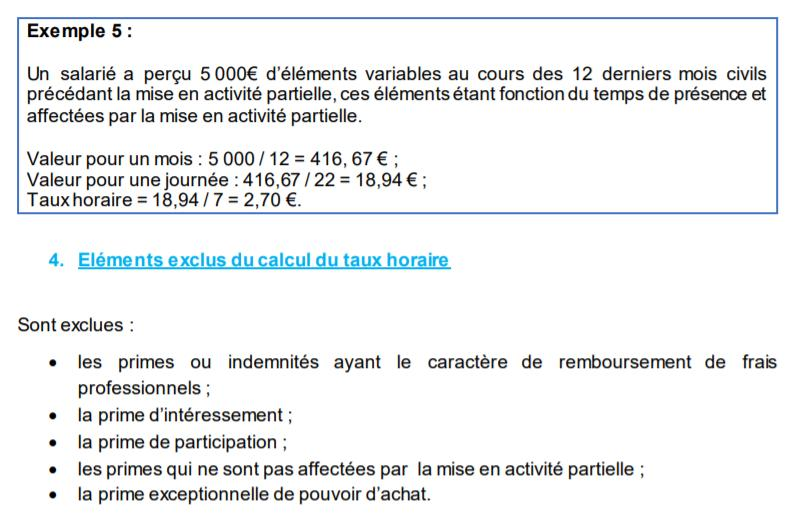 Exemple 5 :
Un salarié a perçu 5 000€ d'éléments variables au cours des 12 derniers mois civils
précédant la mise en activité partielle, ces éléments étant fonction du temps de présence et
affectées par la mise en activité partielle.
Valeur pour un mois : 5 000 / 12 = 416, 67 € ;
Valeur pour une journée : 416,67 / 22 = 18,94 € ;
Taux horaire = 18,94 / 7 = 2,70 €.
4. Eléments exclus du calcul du taux horaire
Sont exclues :
• les primes ou indemnités ayant le caractère de remboursement de frais
professionnels ;
• la prime d'intéressement ;
• la prime de participation ;
• les primes qui ne sont pas affectées par la mise en activité partielle ;
• la prime exceptionnelle de pouvoir d'achat.